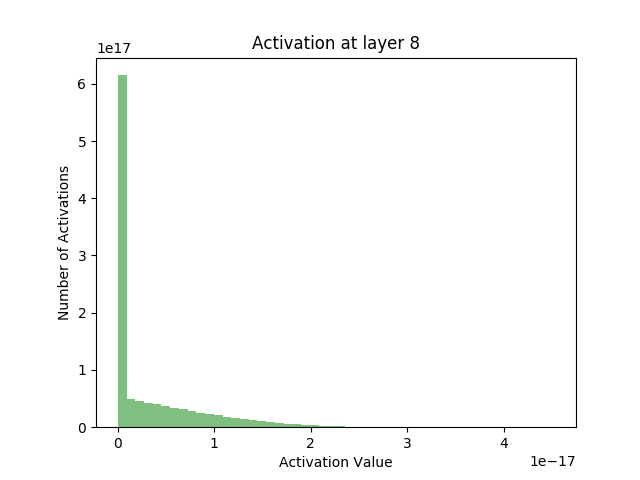 Activation at layer 8
1e17
6
5
4
3
2
1
0
Number of Activations
0 1 2 3 4
1e−17
Activation Value